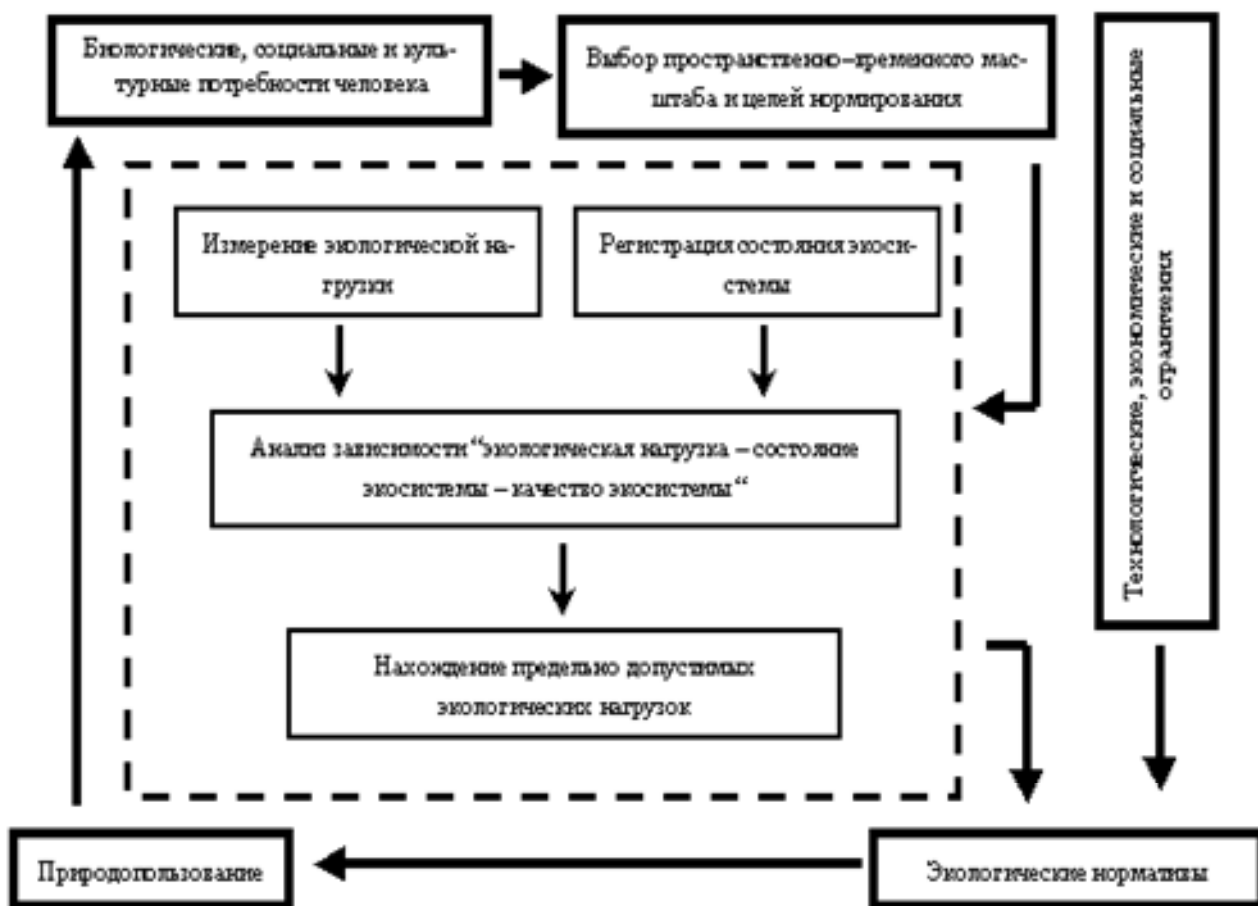 Биологические, социальные и куль-
турные потребности человека
Выбор пространственно–временного мас-
штаба и целей нормирования
Технологические, экономические и социальные
ограничения
Измерение экологической на-
грузки
Регистрация состояния экоси-
стемы
Анализ зависимости “экологическая нагрузка – состояние
экосистемы – качество экосистемы“
Нахождение предельно допустимых
экологических нагрузок
Природопользование
Экологические нормативы